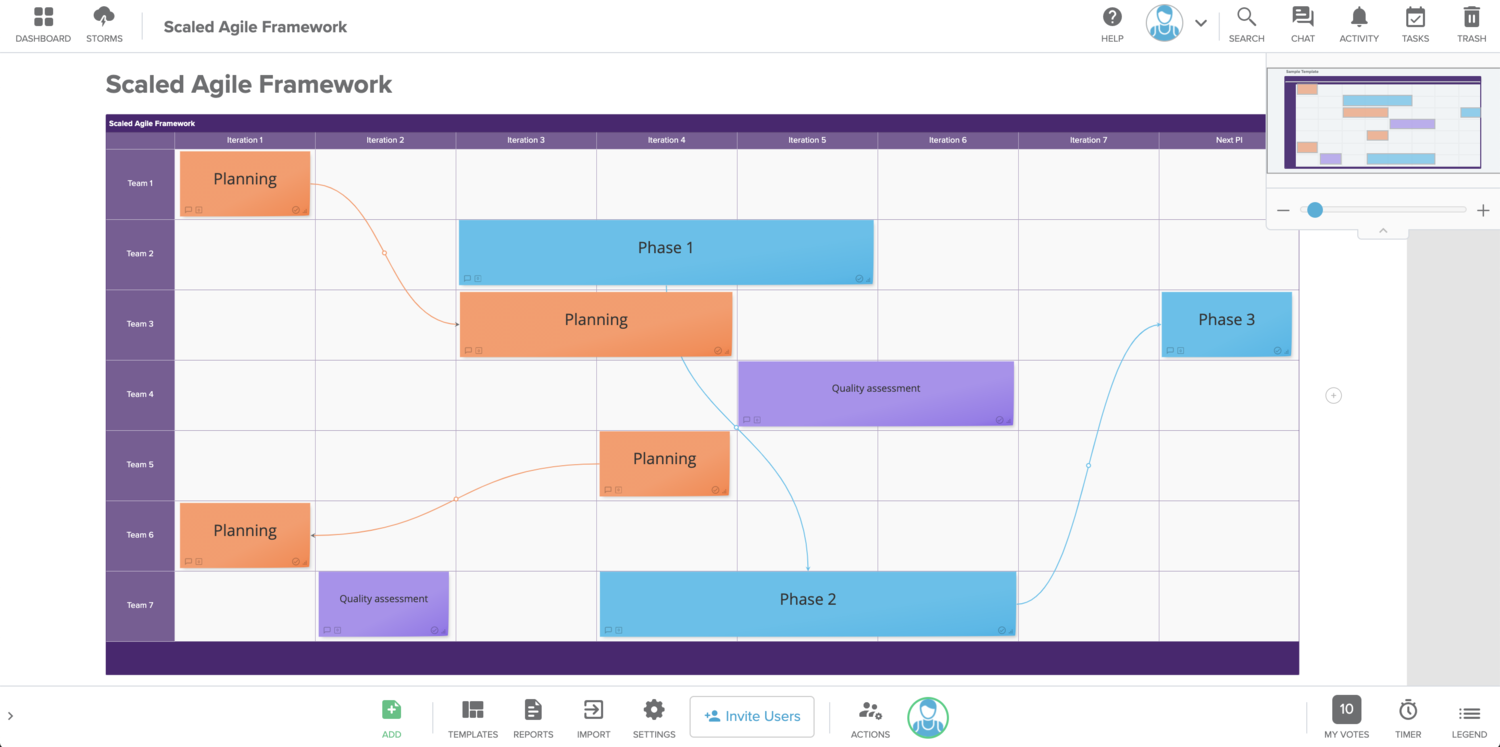 DASHBOARD
STORMS
Scaled Agile Framework
HELP
SEARCH
CHAT
ACTIVITY
TASKS
TRASH
Scaled Agile Framework
Sample Template
Scaled Agile Framework
Iteration 1
Iteration 2
Iteration 3
Iteration 4
Iteration 5
Iteration 6
Iteration 7
Next PI
Team 1
Planning
Team 2
Phase 1
Team 3
Planning
Phase 3
Team 4
Quality assessment
Team 5
Planning
Team 6
Planning
Team 7
Quality assessment
Phase 2
ADD
TEMPLATES
REPORTS
IMPORT
SETTINGS
Invite Users
ACTIONS
10
MY VOTES
TIMER
LEGEND